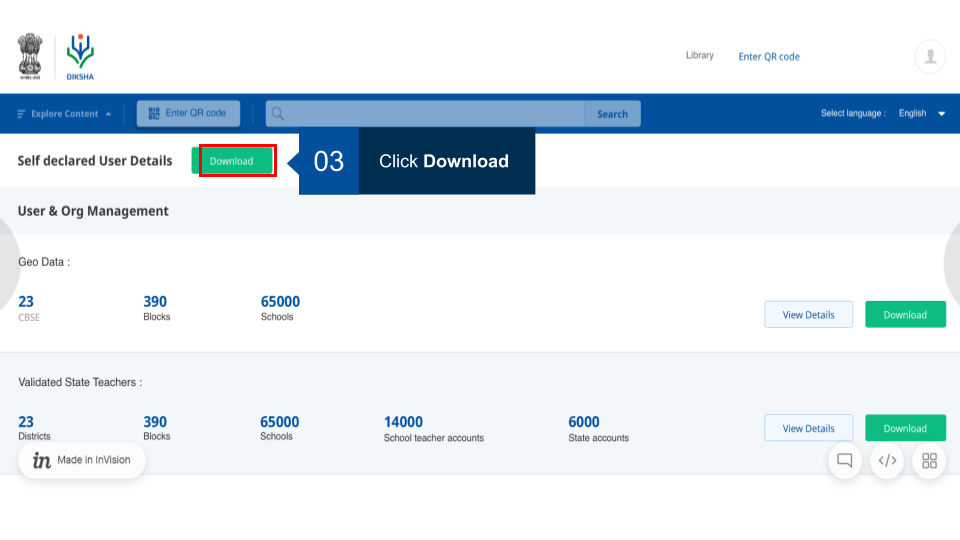 Library
Enter QR code
DIKSHA
Explore Content
Enter QR code
Search
Select language :
English
Self declared User Details
Download
03
Click Download
User & Org Management
Geo Data :
23
390
65000
CBSE
Blocks
Schools
View Details
Download
Validated State Teachers :
23
390
65000
14000
6000
Districts
Blocks
Schools
School teacher accounts
State accounts
View Details
Download
in Made in InVision